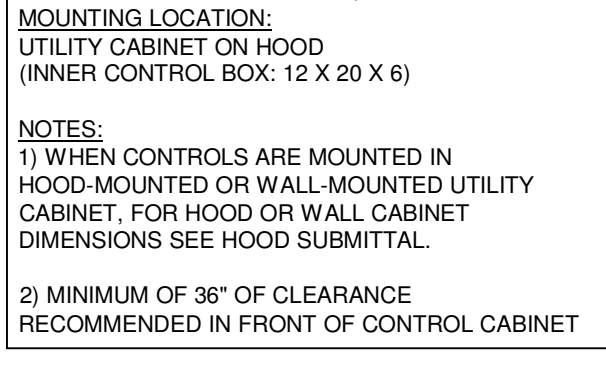 MOUNTING LOCATION:
UTILITY CABINET ON HOOD
(INNER CONTROL BOX: 12 X 20 X 6)
NOTES:
1) WHEN CONTROLS ARE MOUNTED IN
HOOD-MOUNTED OR WALL-MOUNTED UTILITY
CABINET, FOR HOOD OR WALL CABINET
DIMENSIONS SEE HOOD SUBMITTAL.
2) MINIMUM OF 36" OF CLEARANCE
RECOMMENDED IN FRONT OF CONTROL CABINET